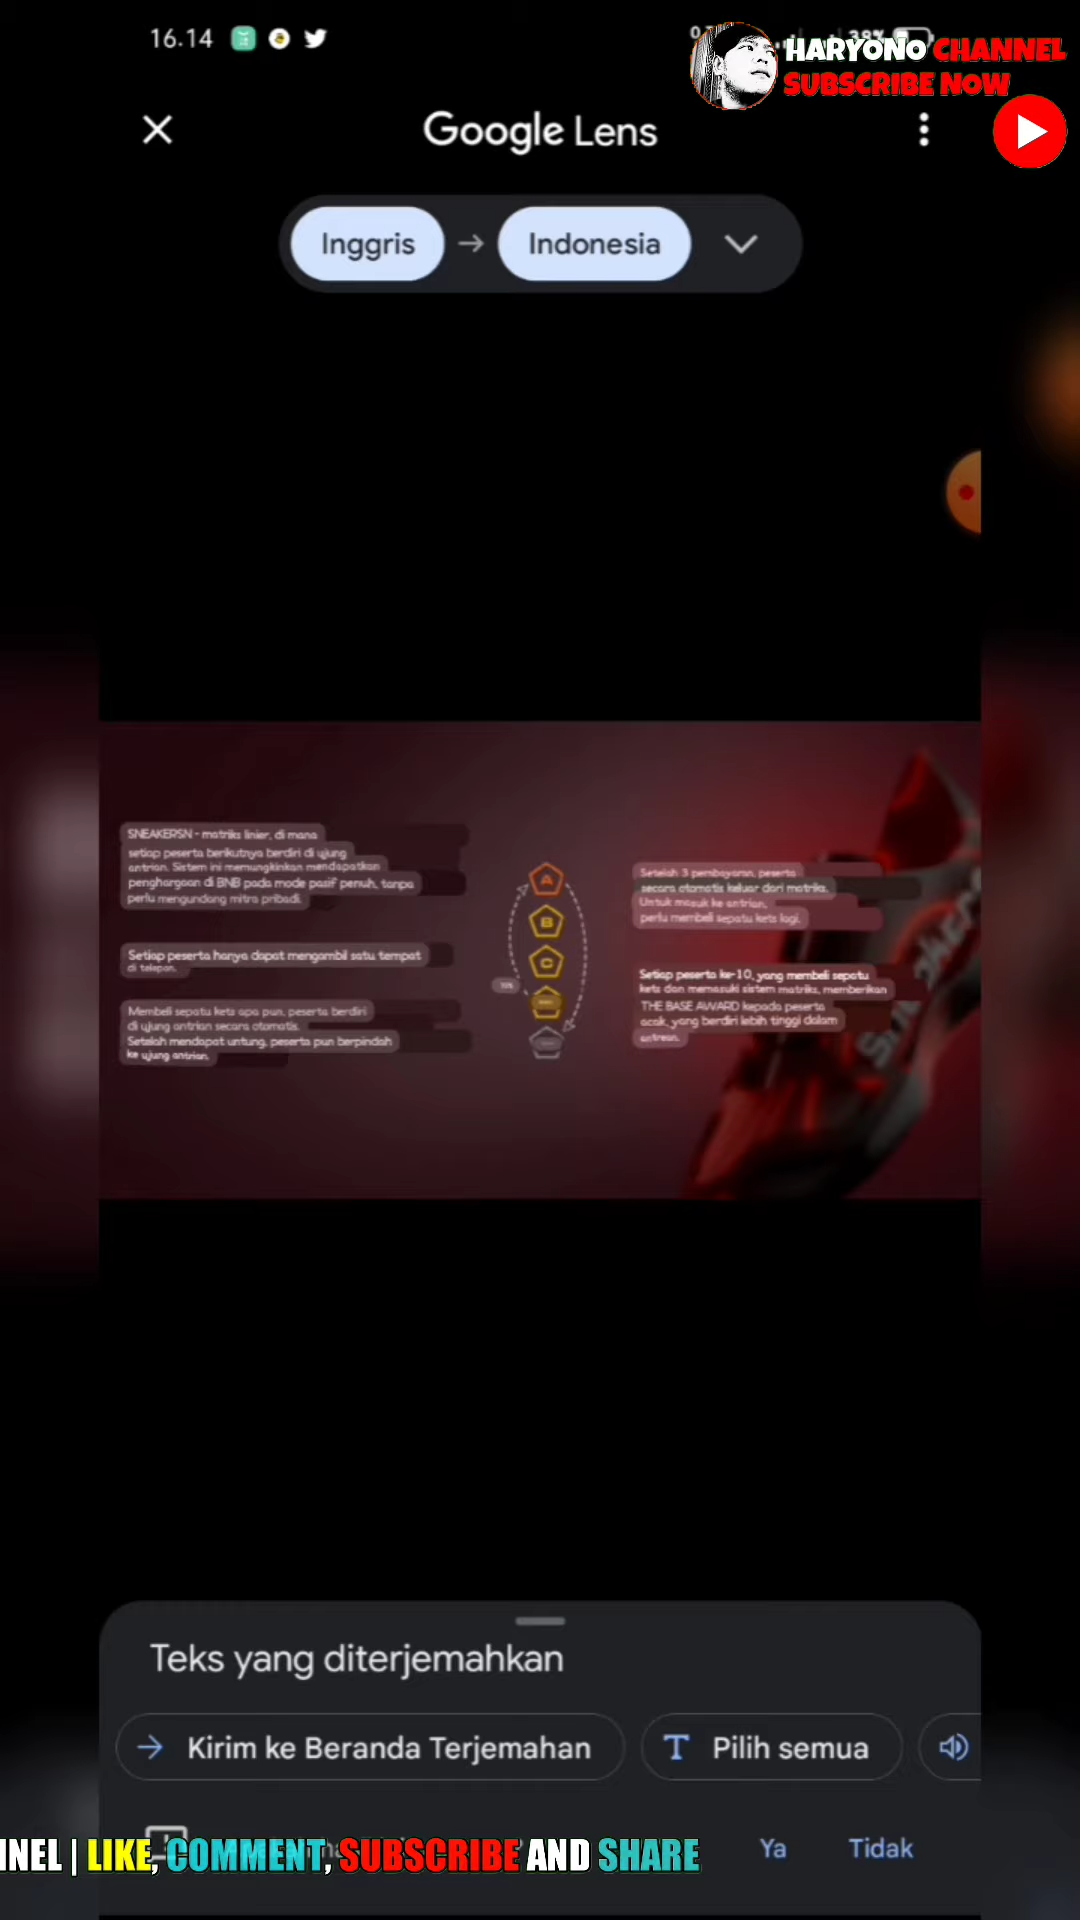 16.14
38%
HARYONO CHANNEL
SUBSCRIBE NOW
Google Lens
Inggris → Indonesia
SNEAKERSN - matriks linier, di mana
setiap peserta berikutnya berdiri di ujung
antrian. Sistem ini memungkinkan mendapatkan
penghargaan di BNB pada mode pasif penuh, tanpa
perlu mengundang mitra pribadi.
Setiap peserta hanya dapat mengambil satu tempat
di telepon.
Membeli sepatu kets apa pun, peserta berdiri
di ujung antrian secara otomatis.
Setelah mendapat untung, peserta pun berpindah
ke ujung antrian.
A
B
C
Setelah 3 pembayaran, peserta
secara otomatis keluar dari matriks.
Untuk masuk ke antrian,
perlu membeli sepatu kets lagi.
Setiap peserta ke-10, yang membeli sepatu
kets dan memasuki sistem matriks, memberikan
THE BASE AWARD kepada peserta
acak, yang berdiri lebih tinggi dalam
antrean.
Teks yang diterjemahkan
Kirim ke Beranda Terjemahan
Pilih semua
NNEL | LIKE, COMMENT, SUBSCRIBE AND SHARE
Ya
Tidak